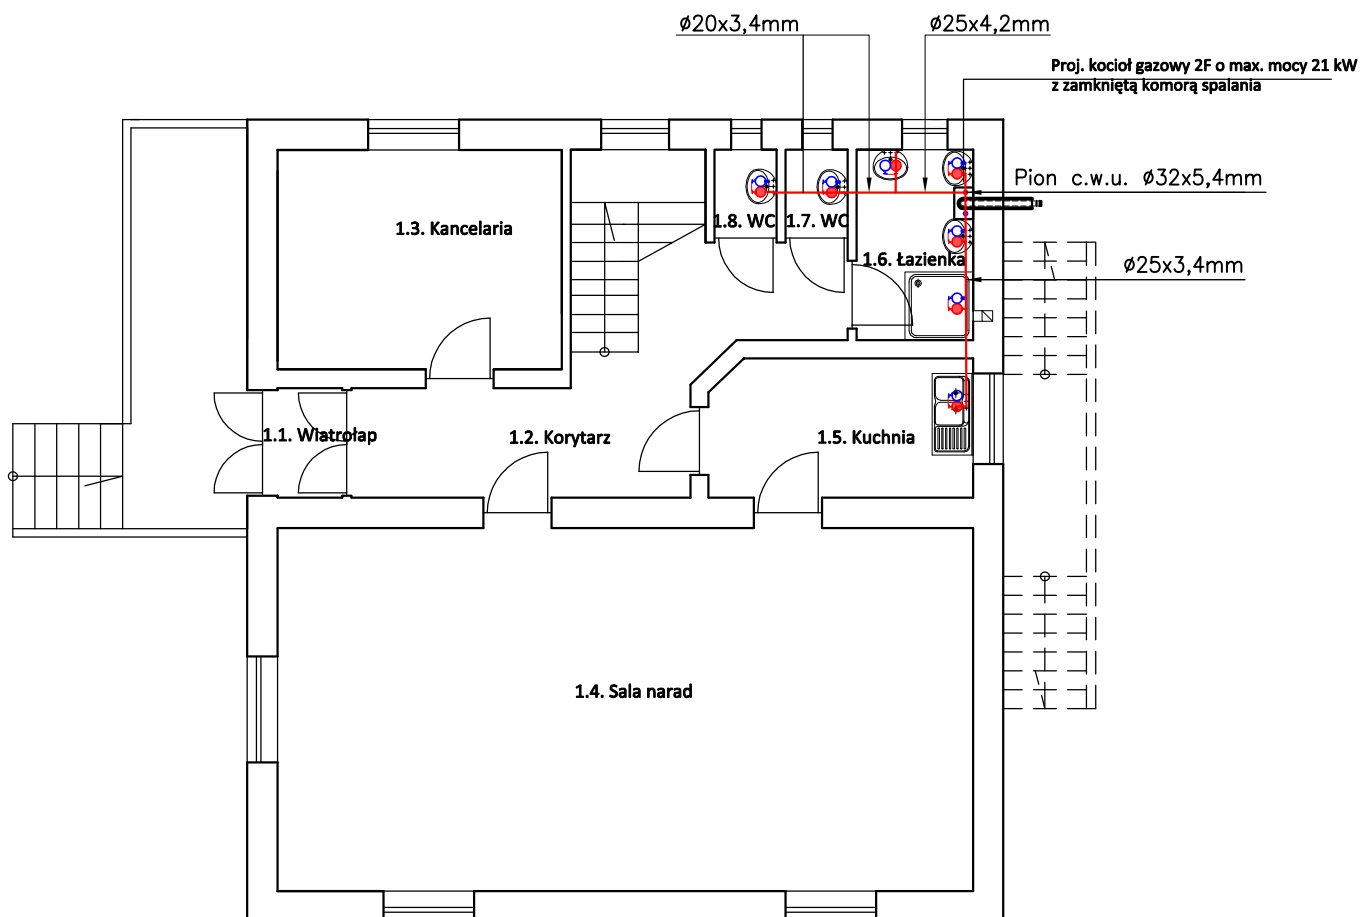 ø20x3,4mm
ø25x4,2mm
Proj. kocioł gazowy 2F o max. mocy 21 kW
z zamkniętą komorą spalania
Pion c.w.u. ø32x5,4mm
1.3. Kancelaria
1.8. WC
1.7. WC
1.6. Łazienka
ø25x3,4mm
1.1. Wiatrołap
1.2. Korytarz
1.5. Kuchnia
1.4. Sala narad